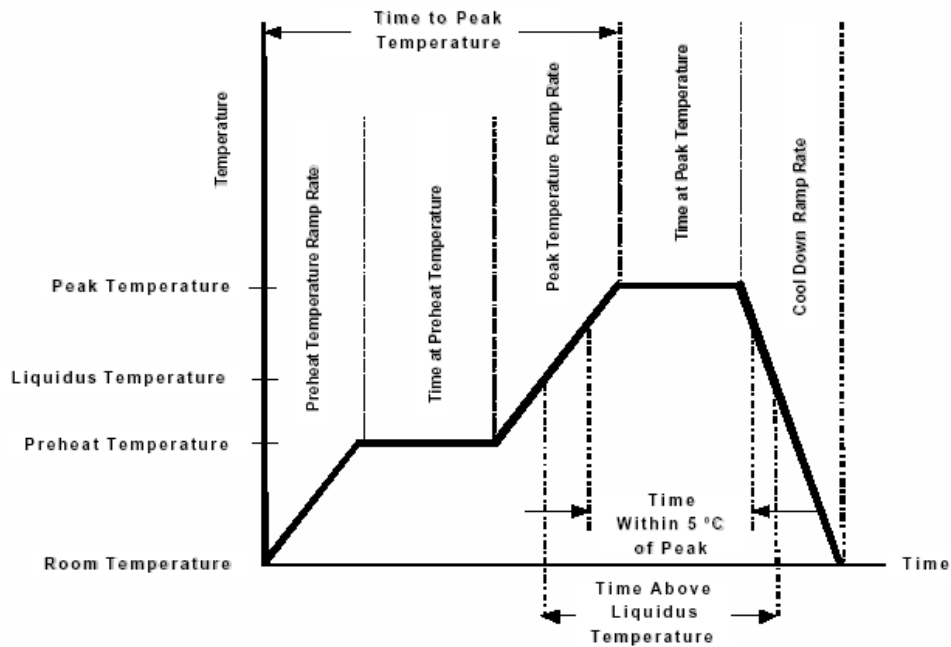 Time to Peak
Temperature
Temperature
Preheat Temperature Ramp Rate
Time at Preheat Temperature
Peak Temperature Ramp Rate
Time at Peak Temperature
Cool Down Ramp Rate
Peak Temperature
Liquidus Temperature
Preheat Temperature
Room Temperature
Time
Within 5 ºC
of Peak
Time
Time Above
Liquidus
Temperature